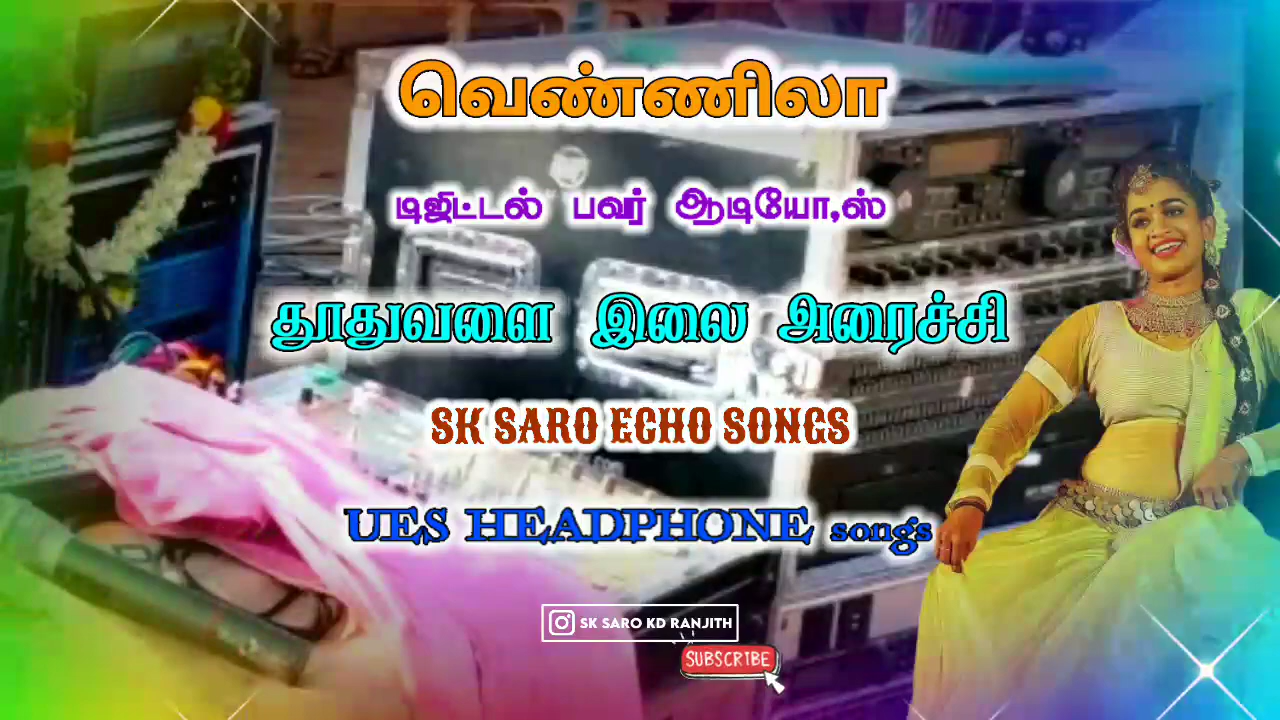 வெண்ணிலா
டிஜிட்டல் பவர் ஆடியோ,ஸ்
தூதுவளை இலை அரைச்சி
SK SARO ECHO SONGS
UES HEADPHONE songs
SK SARO KD RANJITH
SUBSCRIBE